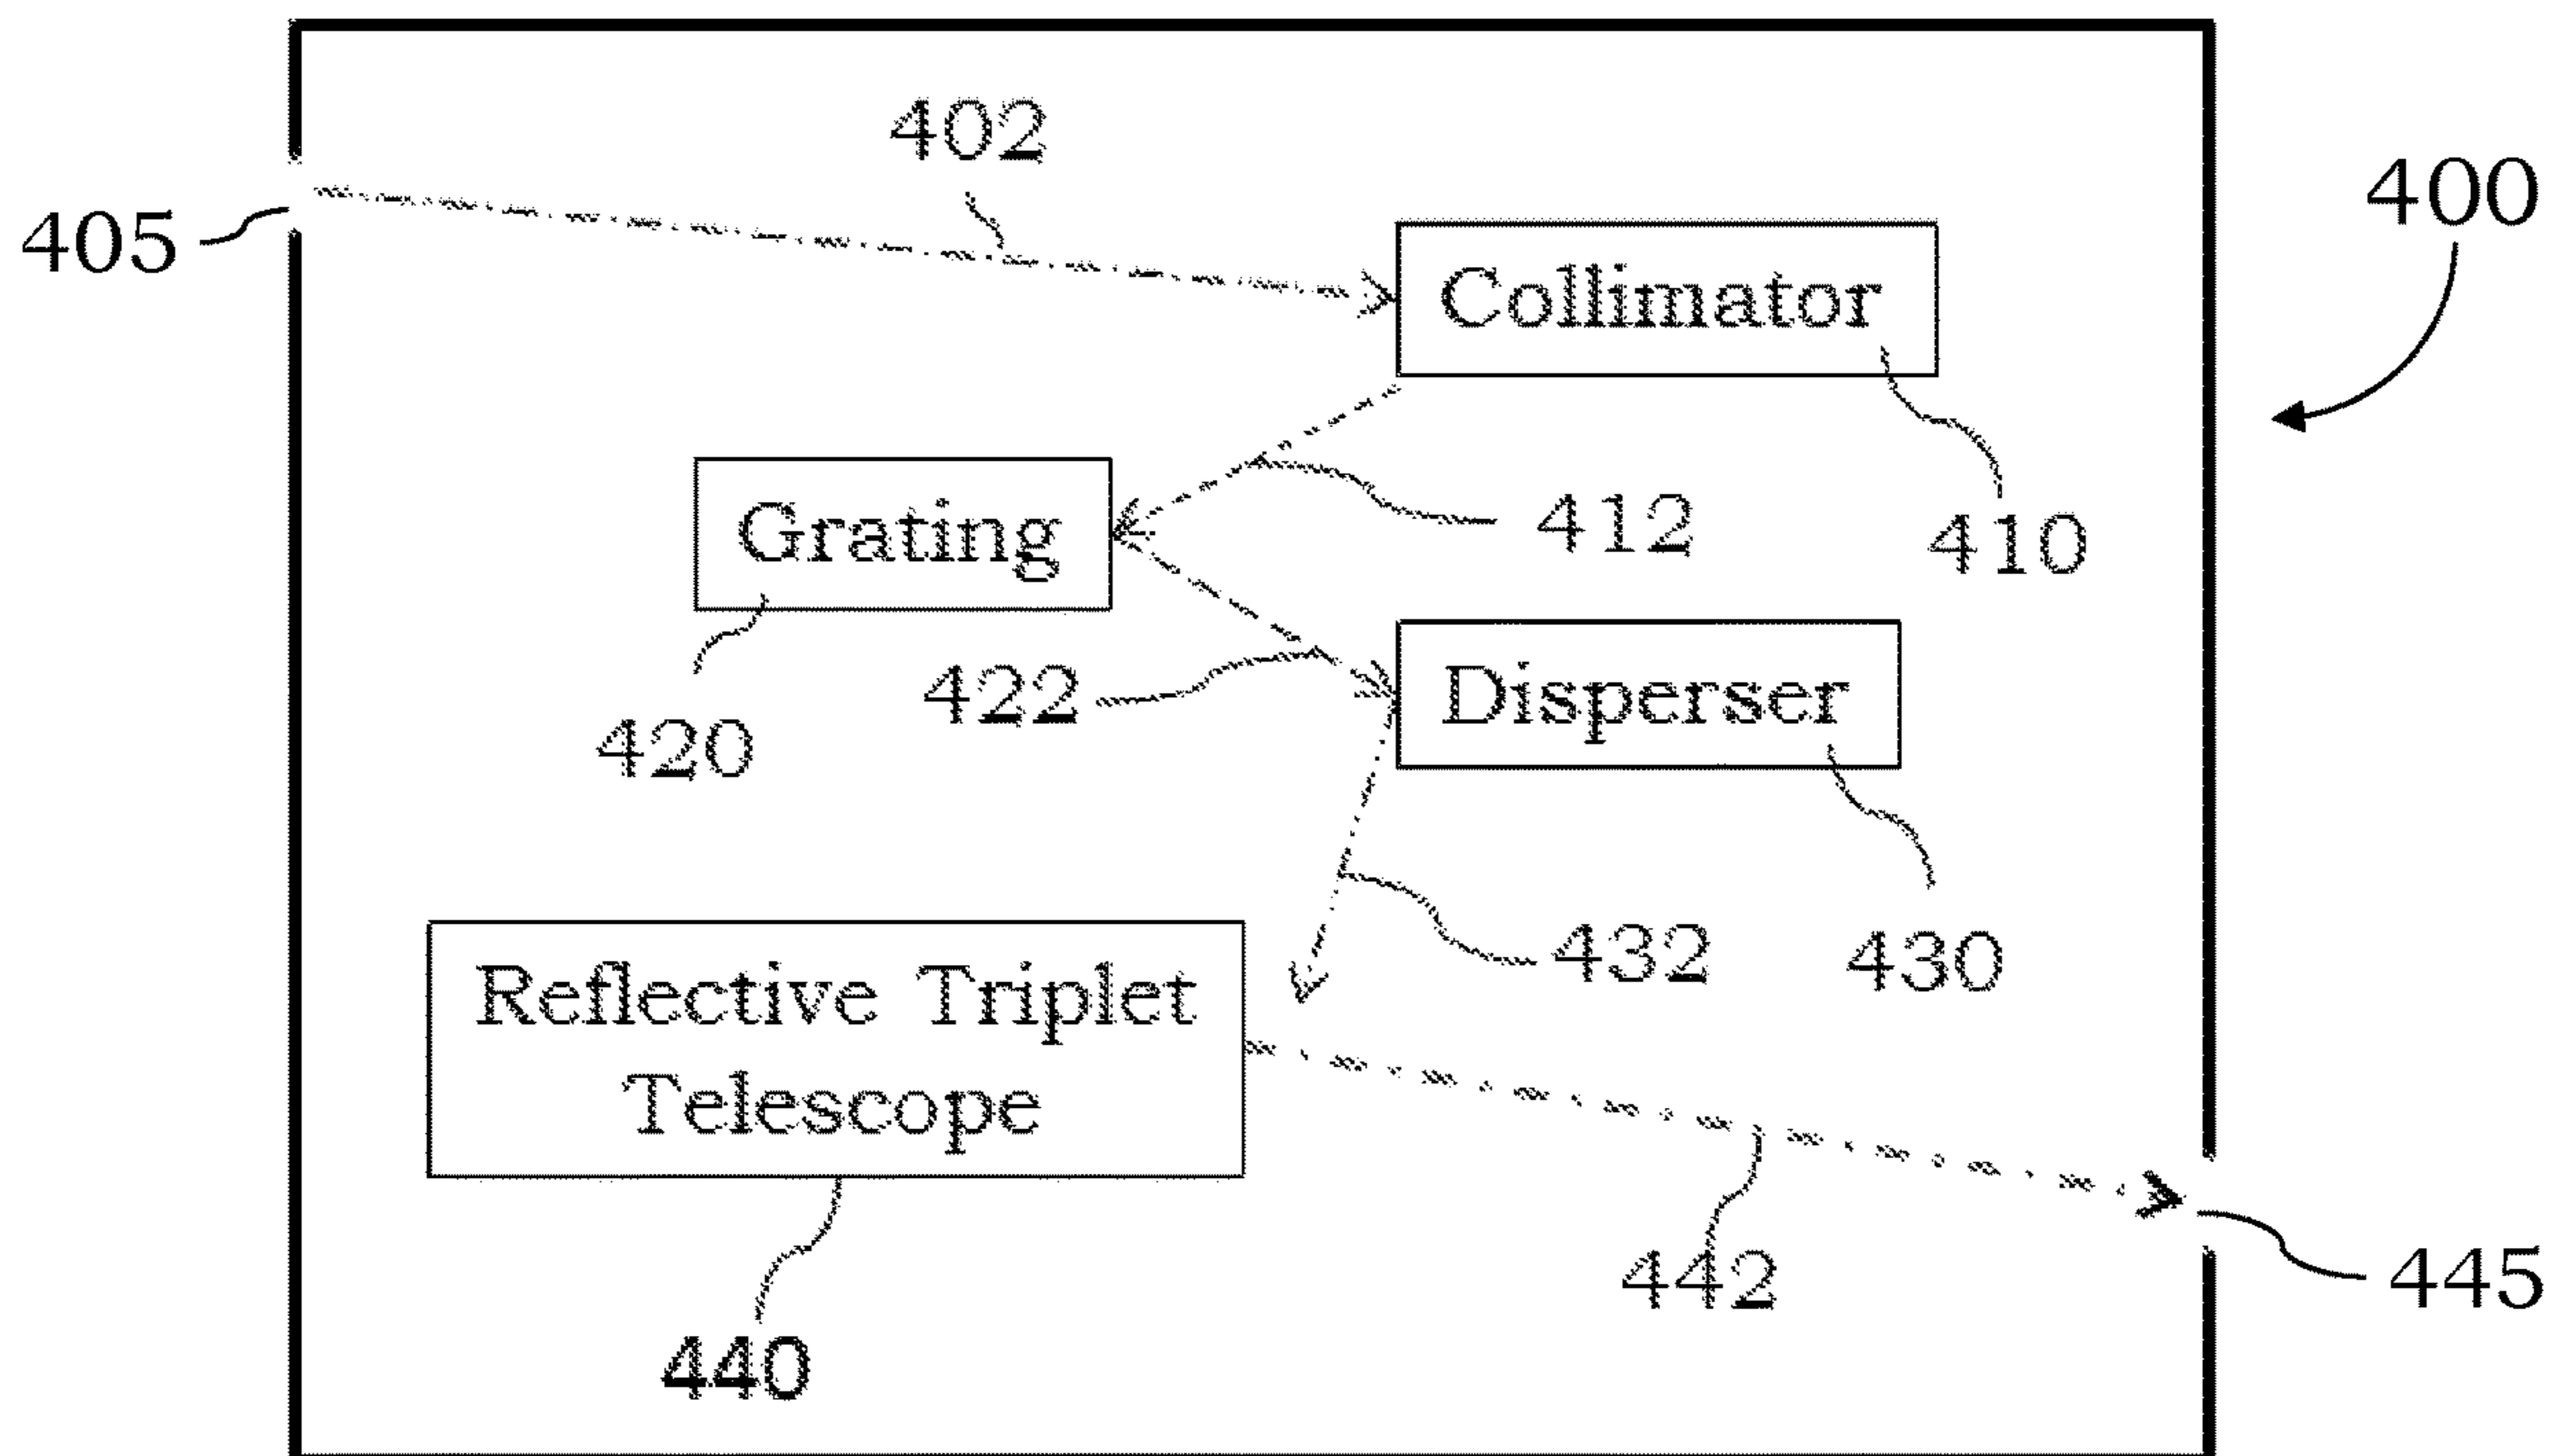 402
400
405
Collimator
Grating
412
410
422
Disperser
420
432
430
Reflective Triplet
Telescope
442
445
440